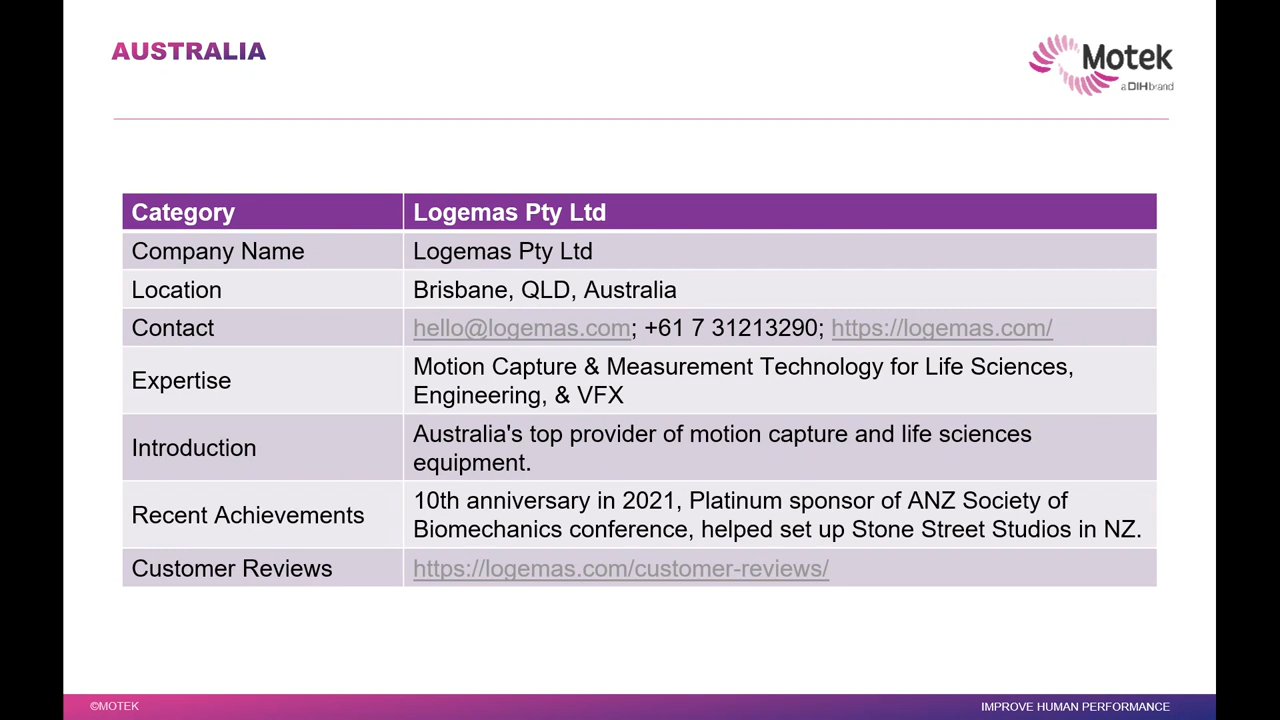 AUSTRALIA
Motek
a DIH brand
Category
Logemas Pty Ltd
Company Name
Logemas Pty Ltd
Location
Brisbane, QLD, Australia
Contact
hello@logemas.com; +61 7 31213290; https://logemas.com/
Expertise
Motion Capture & Measurement Technology for Life Sciences,
Engineering, & VFX
Introduction
Australia's top provider of motion capture and life sciences
equipment.
Recent Achievements
10th anniversary in 2021, Platinum sponsor of ANZ Society of
Biomechanics conference, helped set up Stone Street Studios in NZ.
Customer Reviews
https://logemas.com/customer-reviews/
©MOTEK
IMPROVE HUMAN PERFORMANCE